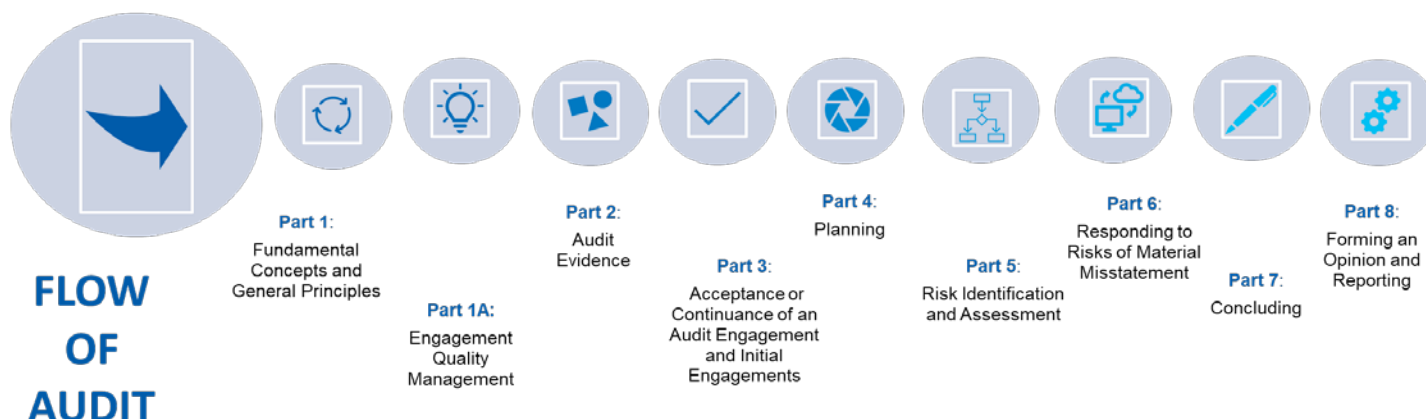 FLOW
OF
AUDIT
Part 1:
Fundamental
Concepts and
General Principles
Part 1A:
Engagement
Quality
Management
Part 2:
Audit
Evidence
Part 3:
Acceptance or
Continuance of an
Audit Engagement
and Initial
Engagements
Part 4:
Planning
Part 5:
Risk Identification
and Assessment
Part 6:
Responding to
Risks of Material
Misstatement
Part 7:
Concluding
Part 8:
Forming an
Opinion and
Reporting